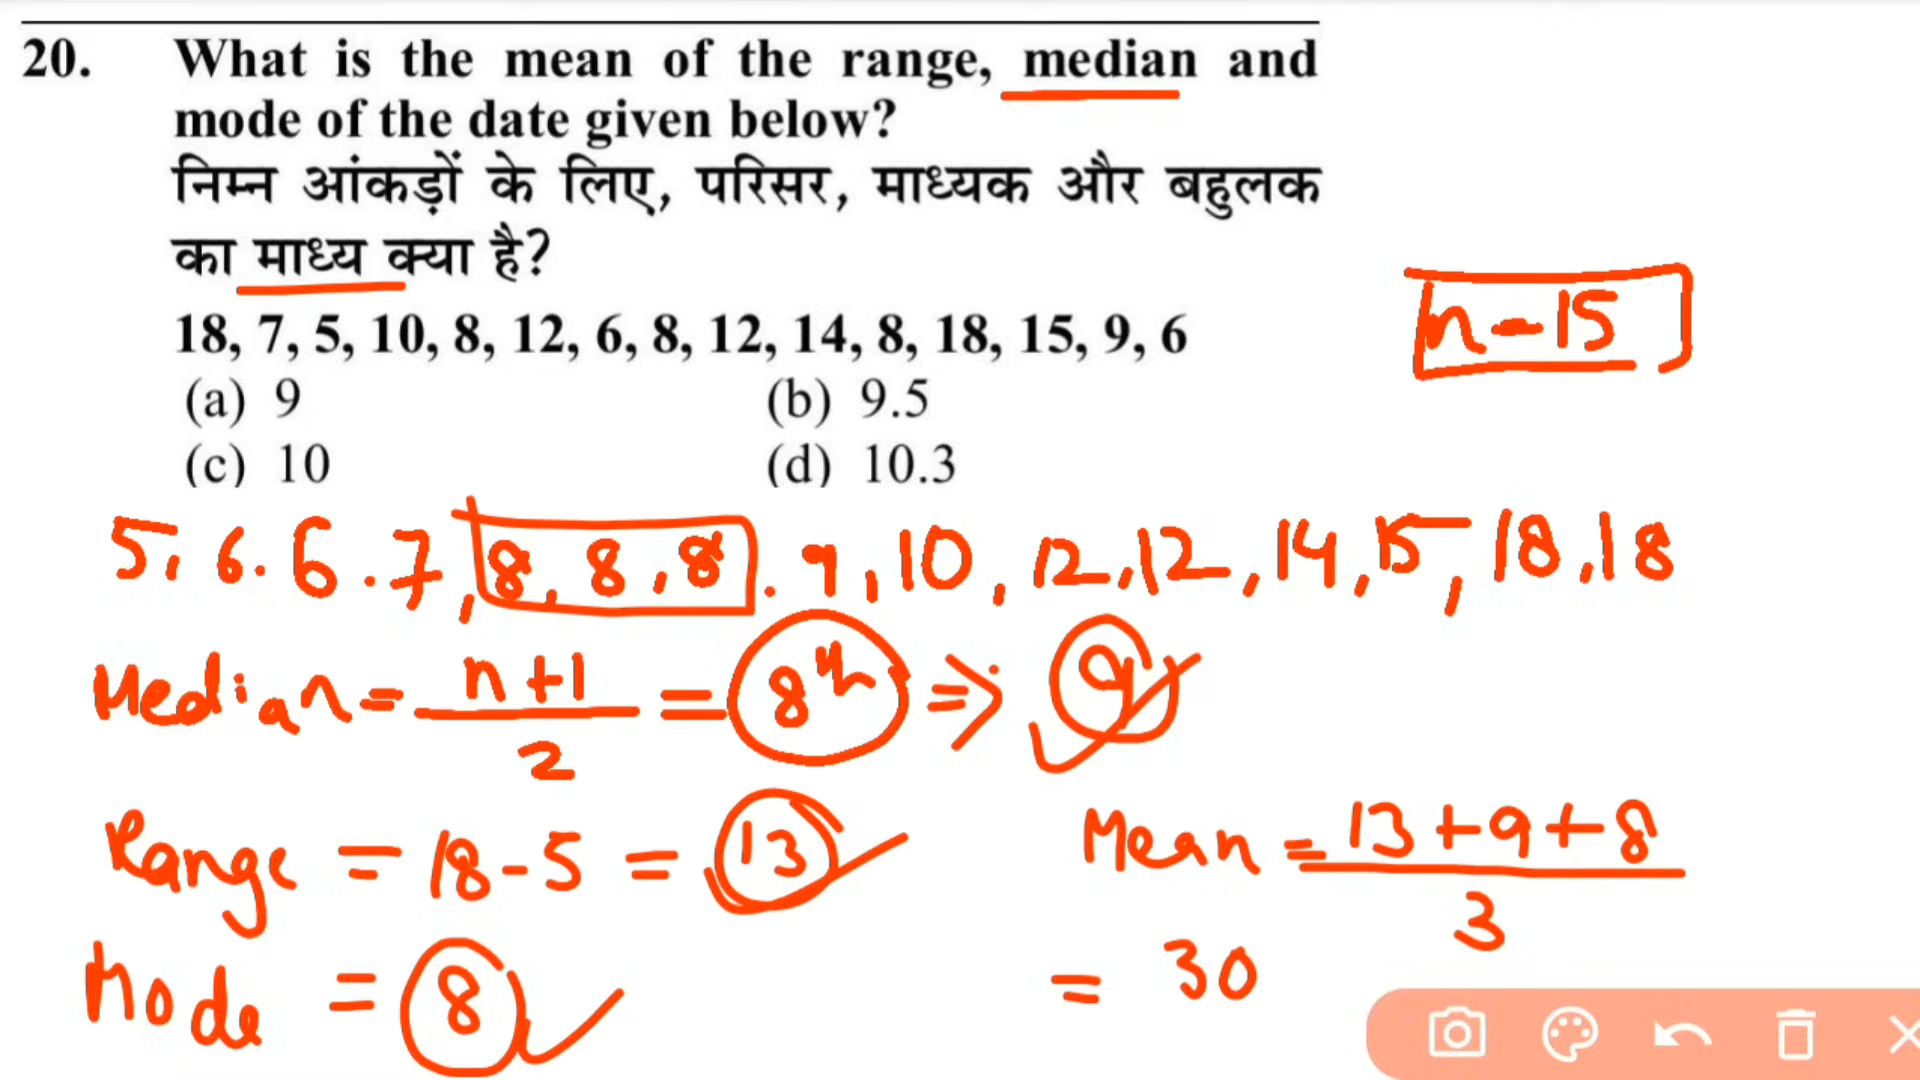 20. What is the mean of the range, median and
mode of the date given below?
निम्न आंकड़ों के लिए, परिसर, माध्यक और बहुलक
का माध्य क्या है?
18, 7, 5, 10, 8, 12, 6, 8, 12, 14, 8, 18, 15, 9, 6
(a) 9 (b) 9.5
(c) 10 (d) 10.3
n - 15
5, 6. 6. 7, 8, 8, 8. 9, 10, 12, 12, 14, 15, 18, 18
Median = n+1/2 = 8th => 9
Range = 18-5 = 13
Mode = 8
Mean = 13+9+8/3
= 30